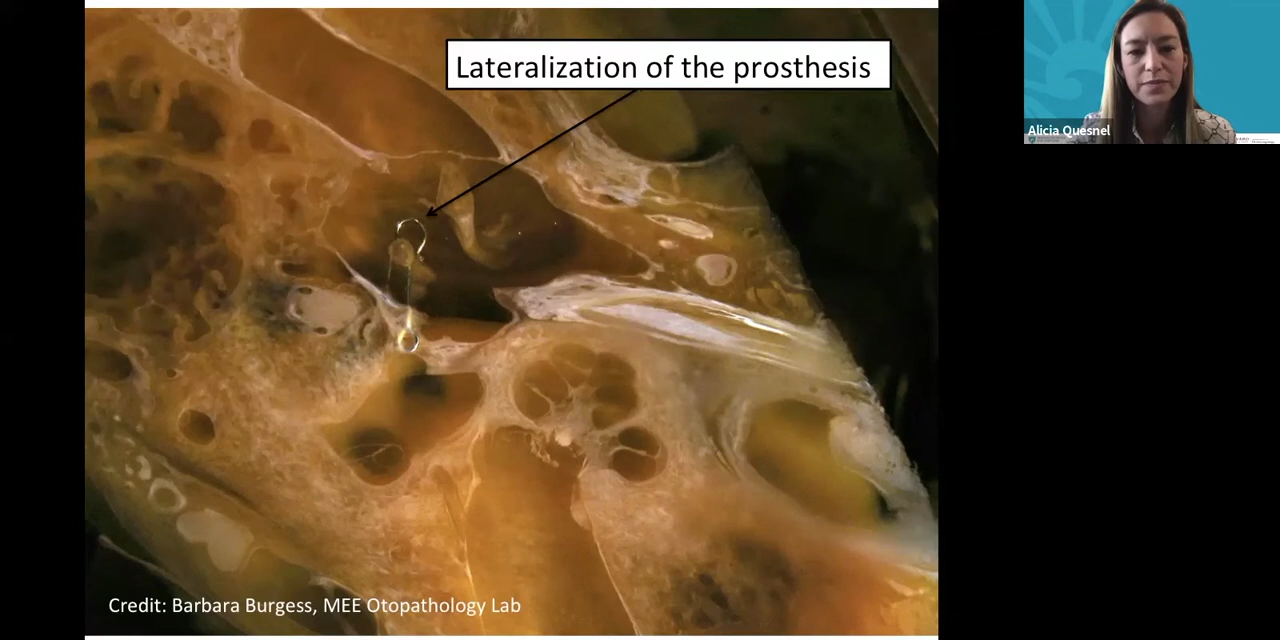 Lateralization of the prosthesis
Alicia Quesnel
Credit: Barbara Burgess, MEE Otopathology Lab